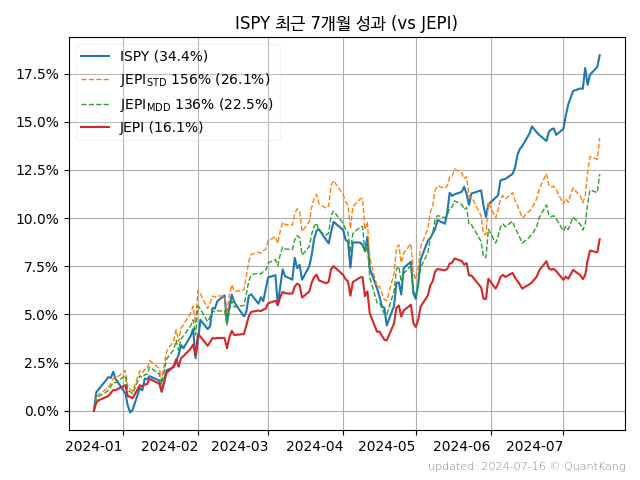 ISPY 최근 7개월 성과 (vs JEPI)
ISPY (34.4%)
JEPI_STD 156% (26.1%)
JEPI_MDD 136% (22.5%)
JEPI (16.1%)
17.5%
15.0%
12.5%
10.0%
7.5%
5.0%
2.5%
0.0%
2024-01 2024-02 2024-03 2024-04 2024-05 2024-06 2024-07
updated: 2024-07-16 © QuantKang